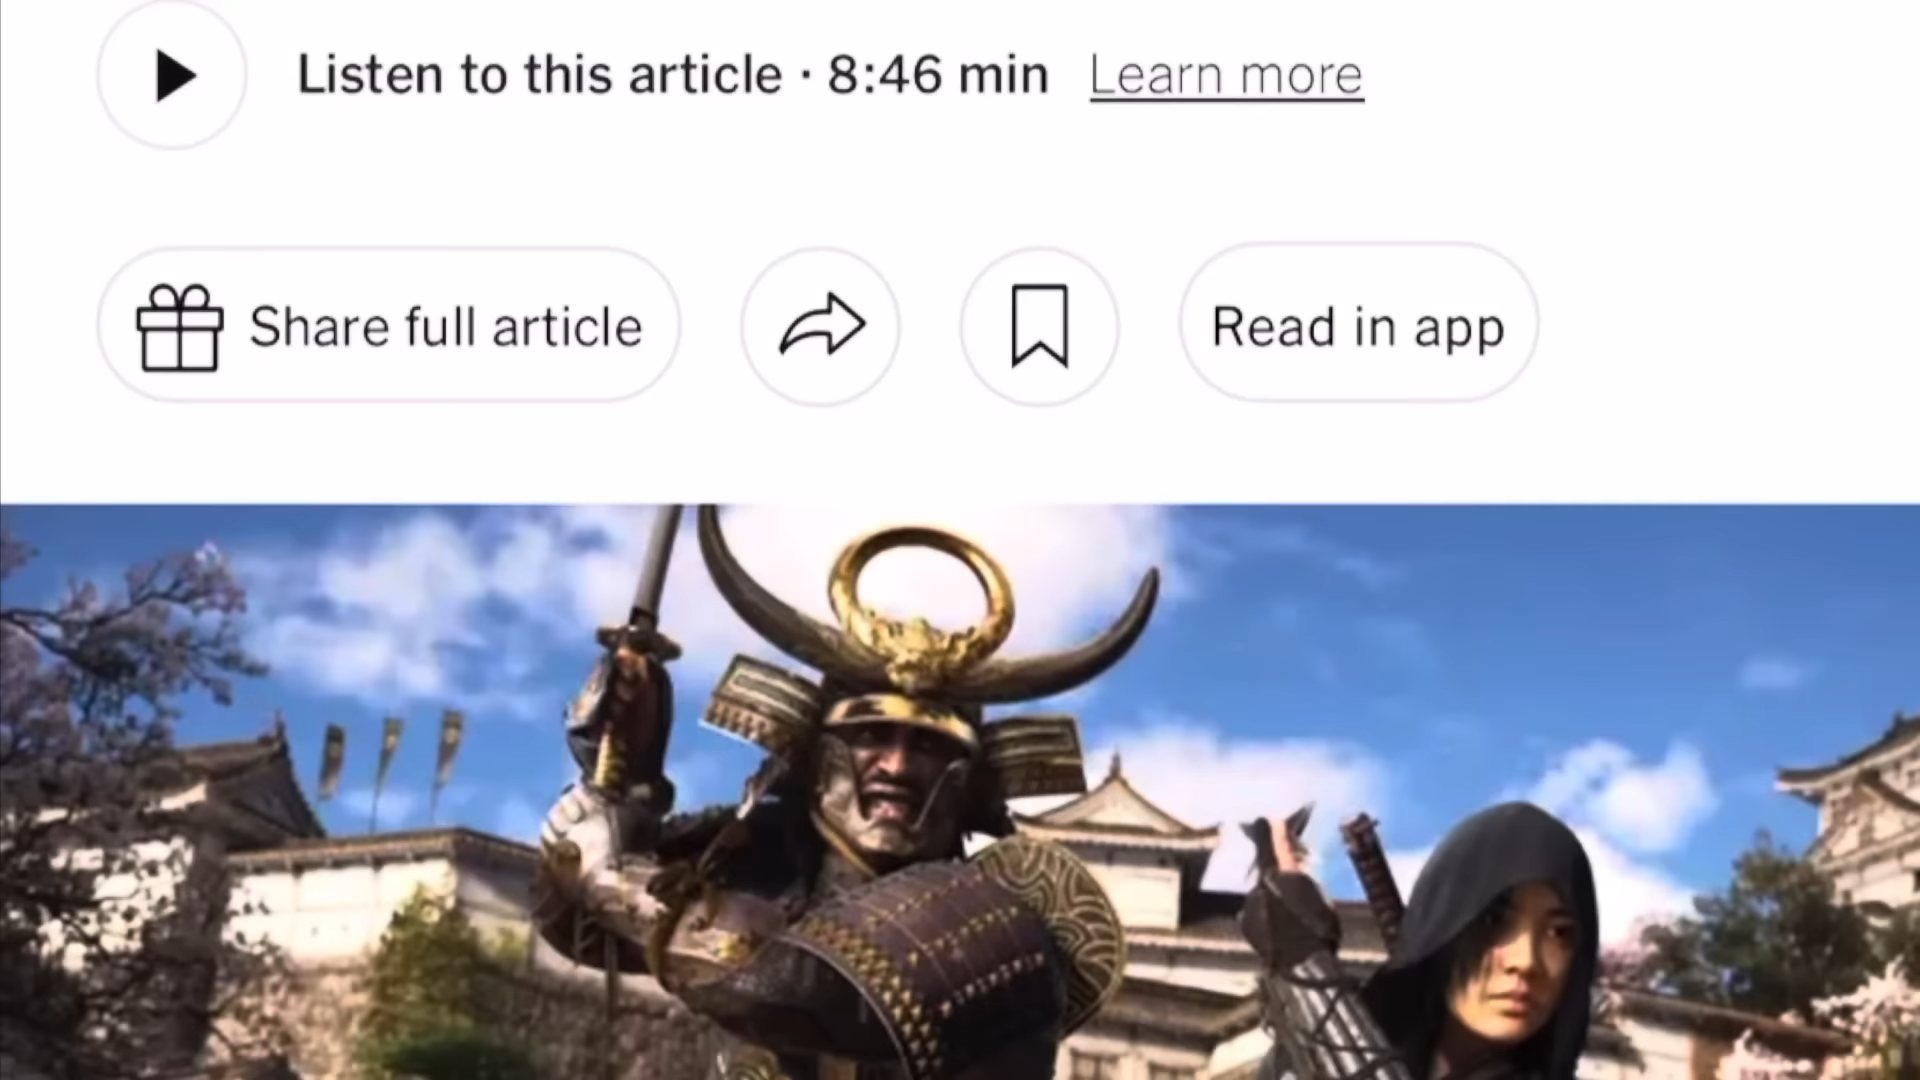 Listen to this article · 8:46 min Learn more
Share full article
Read in app